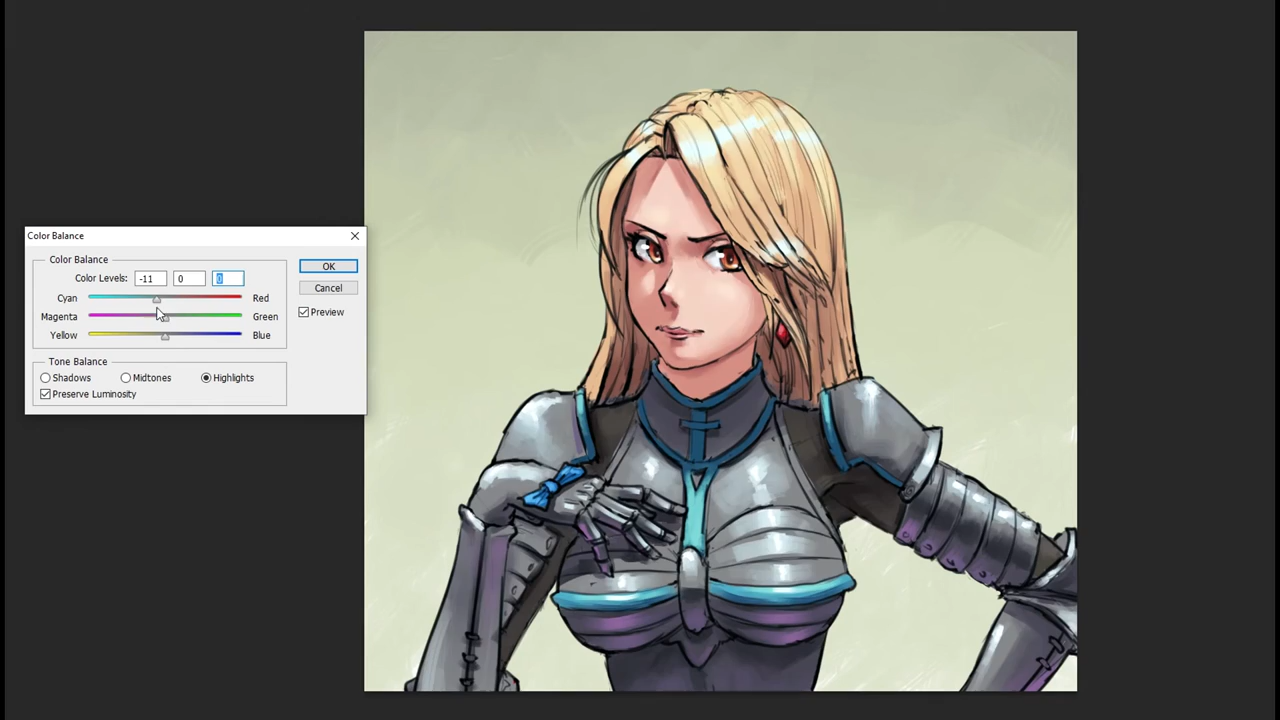 Color Balance
Color Balance
Color Levels: -11 0 0
Cyan Red
Magenta Green
Yellow Blue
OK
Cancel
Preview
Tone Balance
Shadows Midtones Highlights
Preserve Luminosity